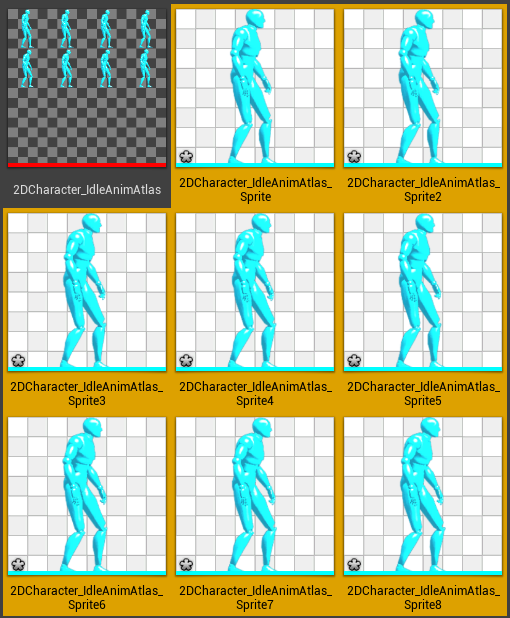 2DCharacter_IdleAnimAtlas
2DCharacter_IdleAnimAtlas_
Sprite
2DCharacter_IdleAnimAtlas_
Sprite2
2DCharacter_IdleAnimAtlas_
Sprite3
2DCharacter_IdleAnimAtlas_
Sprite4
2DCharacter_IdleAnimAtlas_
Sprite5
2DCharacter_IdleAnimAtlas_
Sprite6
2DCharacter_IdleAnimAtlas_
Sprite7
2DCharacter_IdleAnimAtlas_
Sprite8